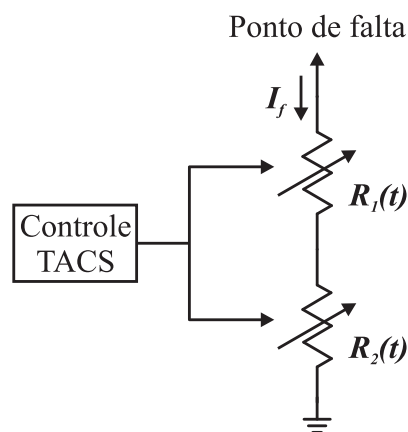 Ponto de falta
I_f
R_1(t)
Controle
TACS
R_2(t)